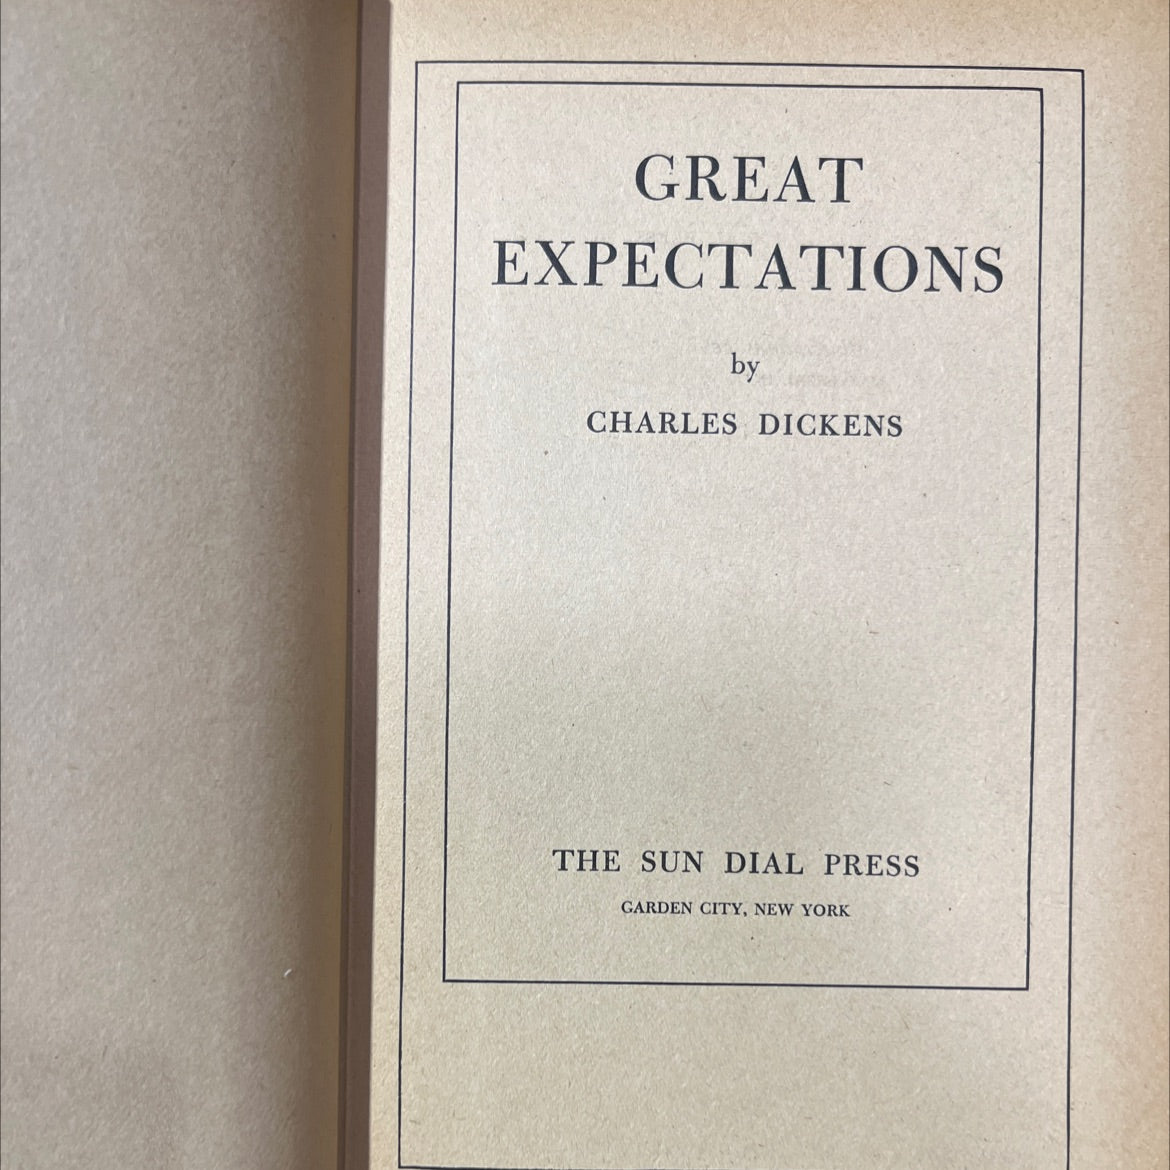 GREAT
EXPECTATIONS
by
CHARLES DICKENS
THE SUN DIAL PRESS
GARDEN CITY, NEW YORK